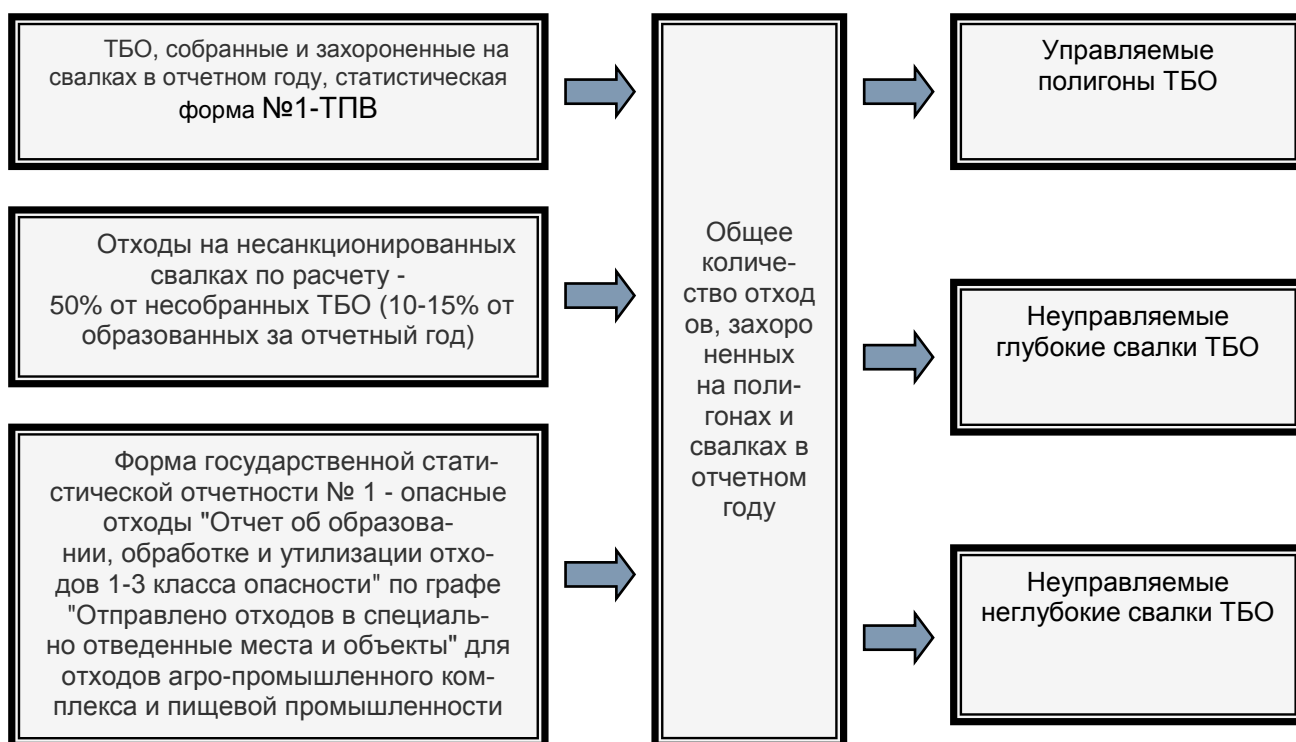 ТБО, собранные и захороненные на
свалках в отчетном году, статистическая
форма №1-ТПВ
Отходы на несанкционированных
свалках по расчету -
50% от несобранных ТБО (10-15% от
образованных за отчетный год)
Форма государственной стати-
стической отчетности № 1 - опасные
отходы "Отчет об образова-
нии, обработке и утилизации отхо-
дов 1-3 класса опасности" по графе
"Отправлено отходов в специаль-
но отведенные места и объекты" для
отходов агро-промышленного ком-
плекса и пищевой промышленности
Общее
количе-
ство отход
ов, захоро
ненных
на поли-
гонах и
свалках в
отчетном
году
Управляемые
полигоны ТБО
Неуправляемые
глубокие свалки ТБО
Неуправляемые
неглубокие свалки ТБО